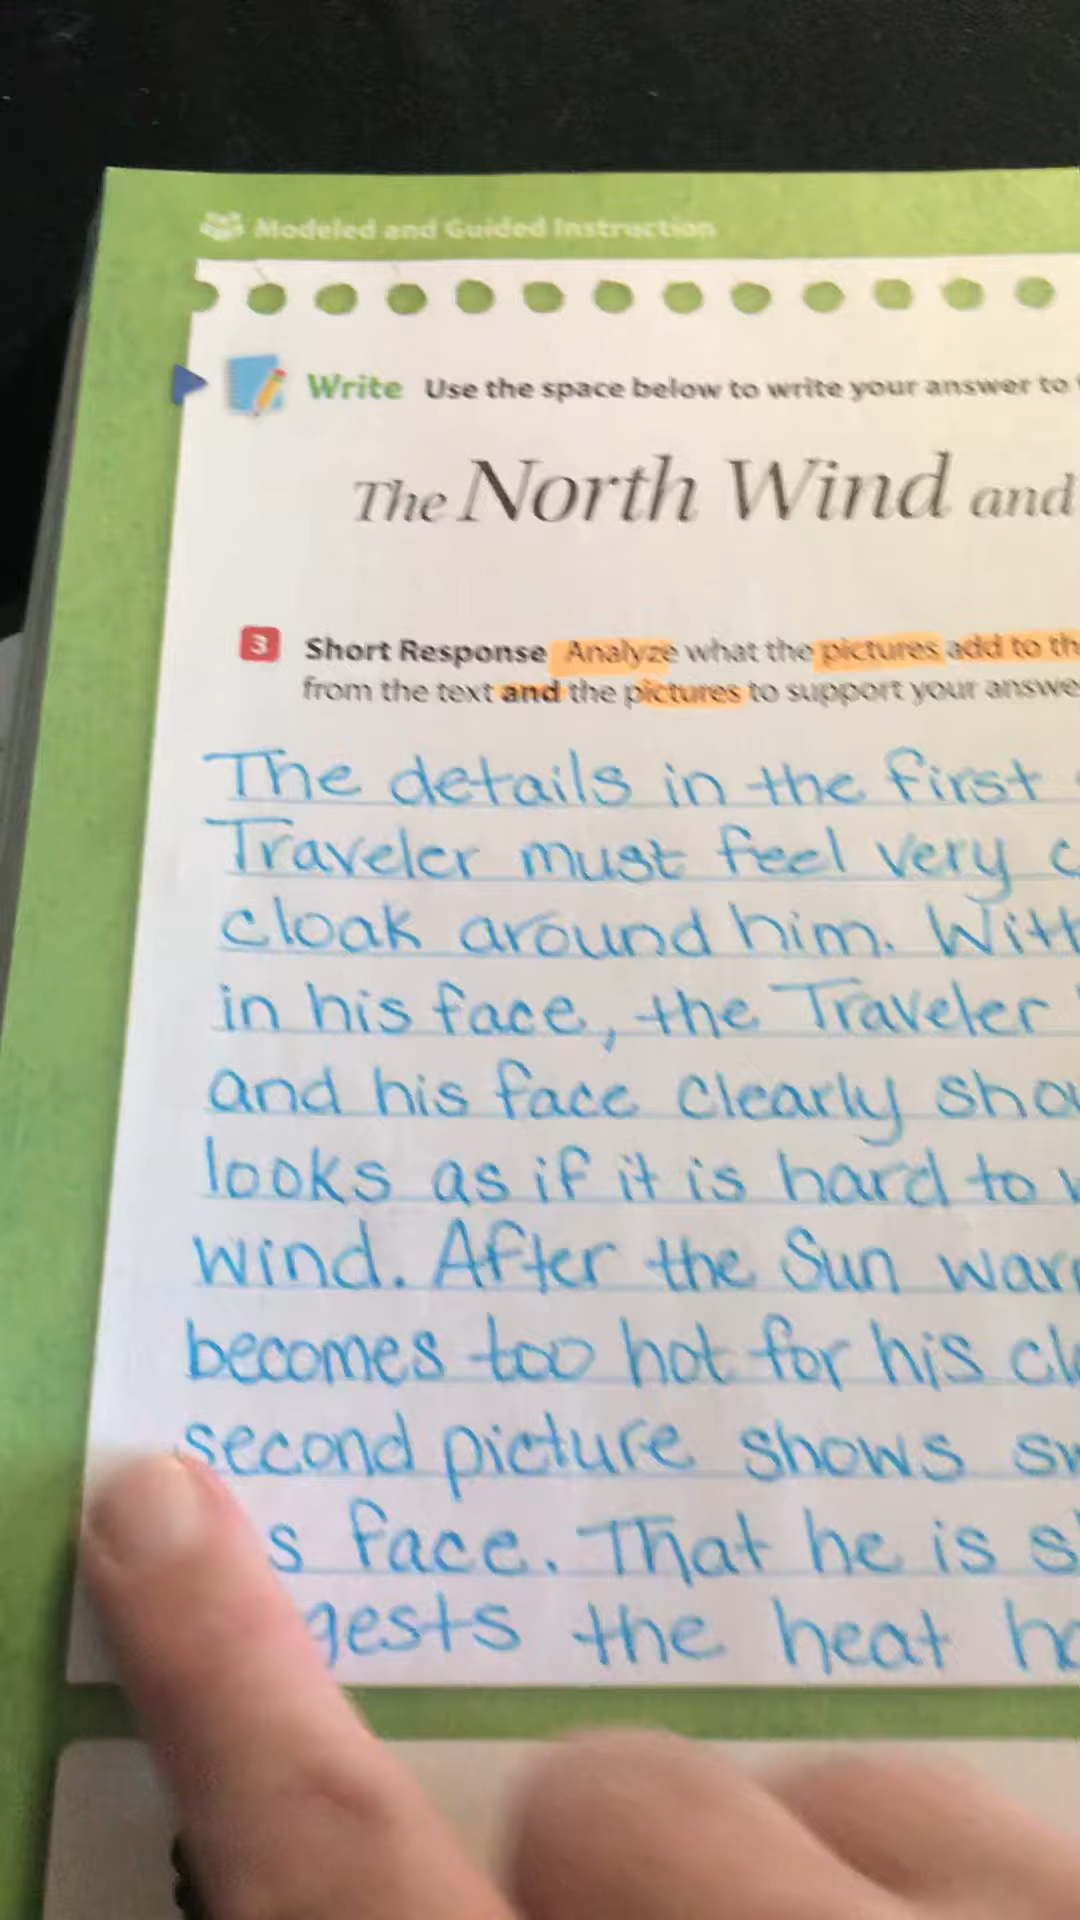 Modeled and Guided Instruction
Write Use the space below to write your answer to
The North Wind and
3 Short Response Analyze what the pictures add to th
from the text and the pictures to support your answe
The details in the first
Traveler must feel very c
cloak around him. With
in his face, the Traveler
and his face clearly sho
looks as if it is hard to
wind. After the Sun war
becomes too hot for his cl
second picture shows sw
s face. That he is s
gests the heat ha